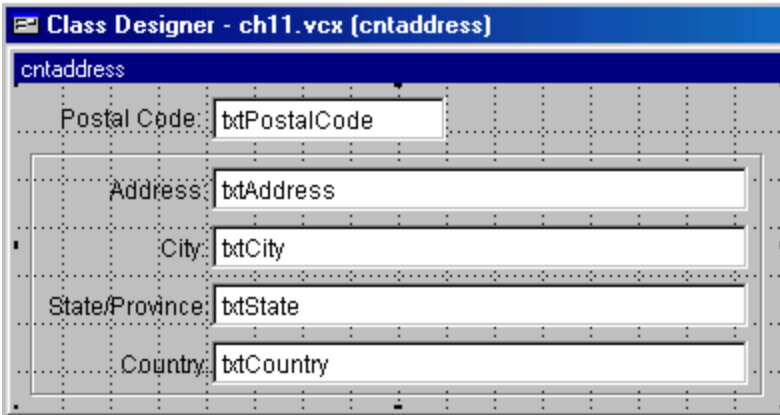 Class Designer - ch11.vcx (cntaddress)
cntaddress
Postal Code: txtPostalCode
Address: txtAddress
City: txtCity
State/Province: txtState
Country: txtCountry